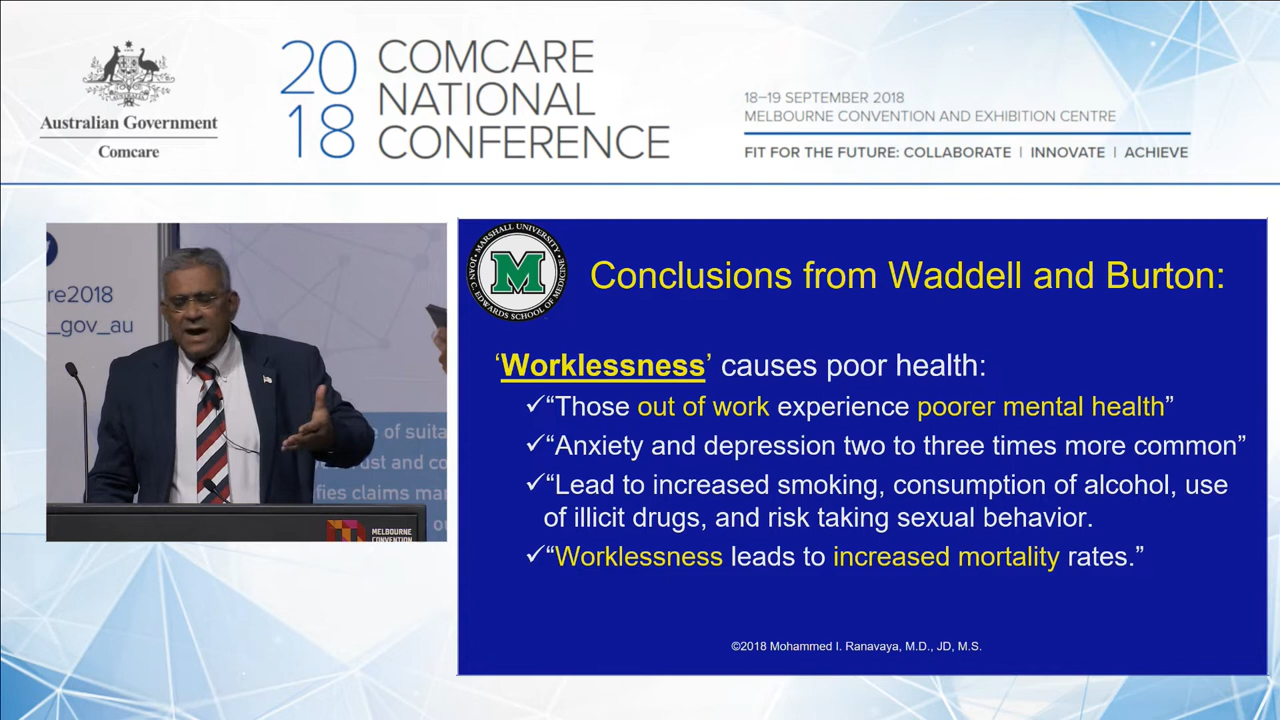 Australian Government
Comcare
20
18
COMCARE
NATIONAL
CONFERENCE
18–19 SEPTEMBER 2018
MELBOURNE CONVENTION AND EXHIBITION CENTRE
FIT FOR THE FUTURE: COLLABORATE | INNOVATE | ACHIEVE
re2018
_gov_au
e of suita
rust and co
fies claims ma
ou
MELBOURNE
CONVENTION
MARSHALL UNIVERSITY
JOAN C. EDWARDS SCHOOL OF MEDICINE
M
Conclusions from Waddell and Burton:
‘Worklessness’ causes poor health:
✓“Those out of work experience poorer mental health”
✓“Anxiety and depression two to three times more common”
✓“Lead to increased smoking, consumption of alcohol, use
of illicit drugs, and risk taking sexual behavior.
✓“Worklessness leads to increased mortality rates.”
©2018 Mohammed I. Ranavaya, M.D., JD, M.S.